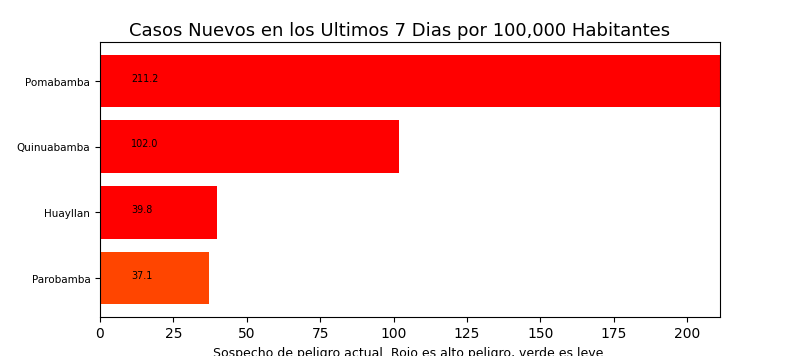 Casos Nuevos en los Ultimos 7 Dias por 100,000 Habitantes
Pomabamba 211.2
Quinuabamba 102.0
Huayllan 39.8
Parobamba 37.1
0 25 50 75 100 125 150 175 200
Sospecho de peligro actual. Rojo es alto peligro, verde es leve